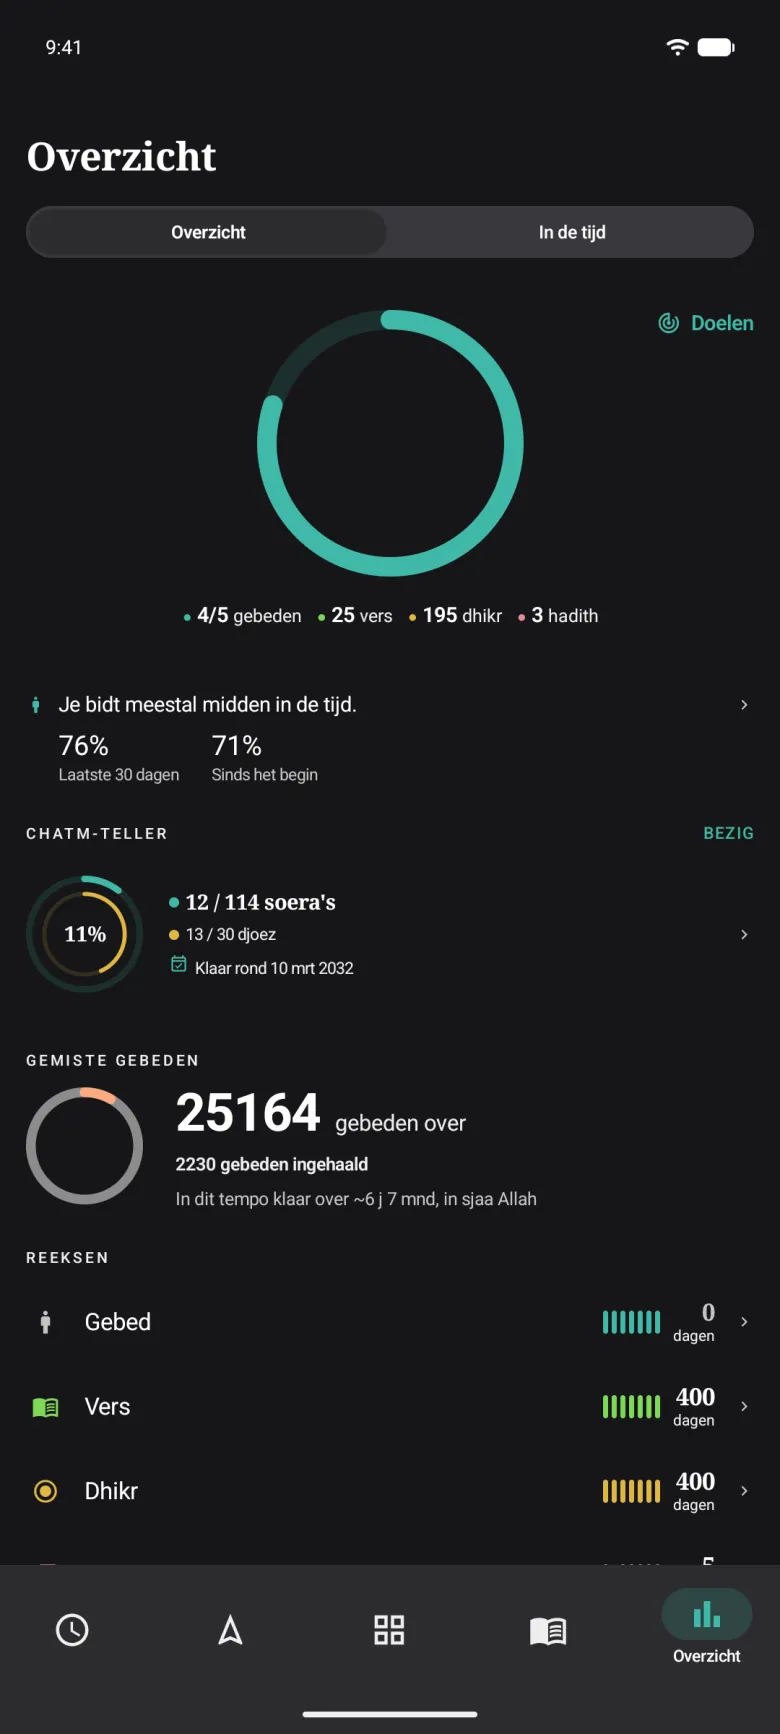 9:41
Overzicht
Overzicht
In de tijd
Doelen
4/5 gebeden 25 vers 195 dhikr 3 hadith
Je bidt meestal midden in de tijd.
76% 71%
Laatste 30 dagen Sinds het begin
CHATM-TELLER BEZIG
11%
12 / 114 soera's
13 / 30 djoez
Klaar rond 10 mrt 2032
GEMISTE GEBEDEN
25164 gebeden over
2230 gebeden ingehaald
In dit tempo klaar over ~6 j 7 mnd, in sjaa Allah
REEKSEN
Gebed 0 dagen
Vers 400 dagen
Dhikr 400 dagen
Overzicht